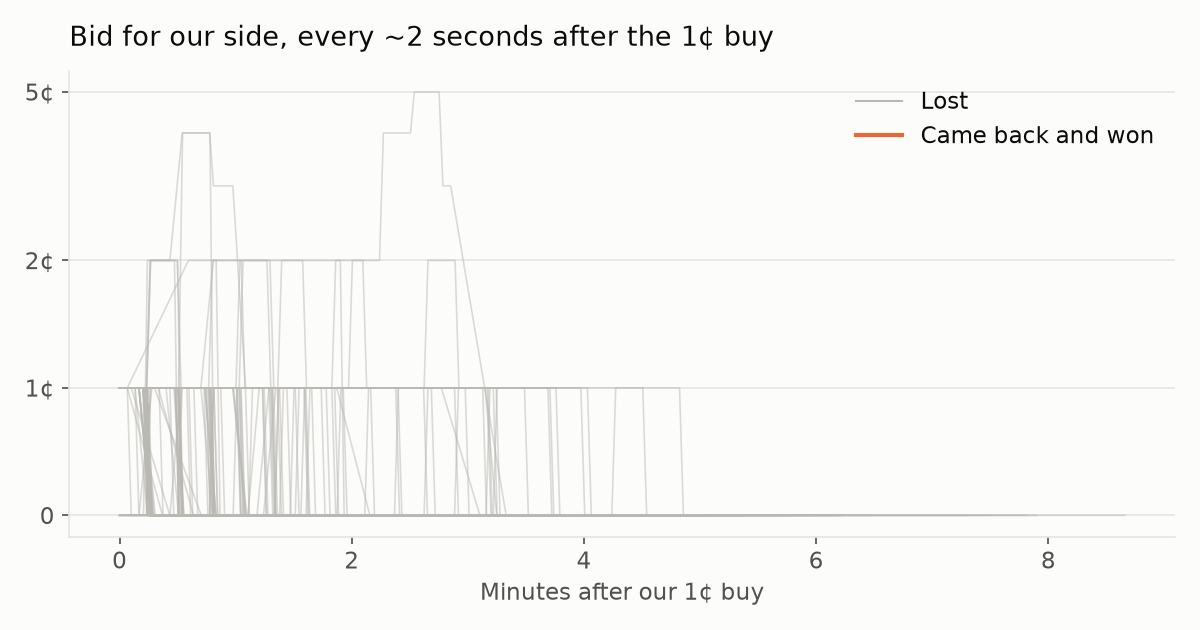 Bid for our side, every ~2 seconds after the 1¢ buy
5¢
2¢
1¢
0
Lost
Came back and won
0 2 4 6 8
Minutes after our 1¢ buy